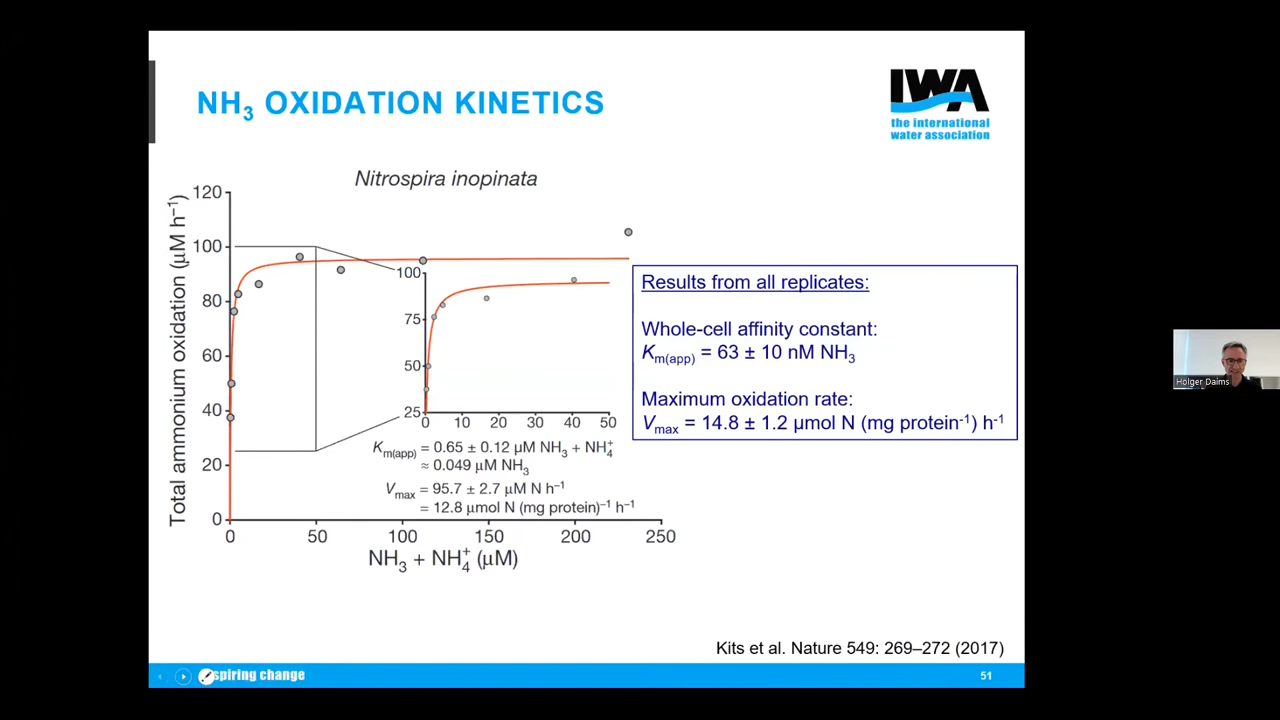 NH3 OXIDATION KINETICS
IWA
the international
water association
Nitrospira inopinata
Total ammonium oxidation (µM h−1)
120
100
80
60
40
20
0
0 50 100 150 200 250
NH3 + NH4+ (µM)
100
75
50
25
0 10 20 30 40 50
Km(app) = 0.65 ± 0.12 µM NH3 + NH4+
≈ 0.049 µM NH3
Vmax = 95.7 ± 2.7 µM N h−1
= 12.8 µmol N (mg protein)−1 h−1
Results from all replicates:
Whole-cell affinity constant:
Km(app) = 63 ± 10 nM NH3
Maximum oxidation rate:
Vmax = 14.8 ± 1.2 µmol N (mg protein-1) h-1
Holger Daims
Kits et al. Nature 549: 269–272 (2017)
spiring change
51